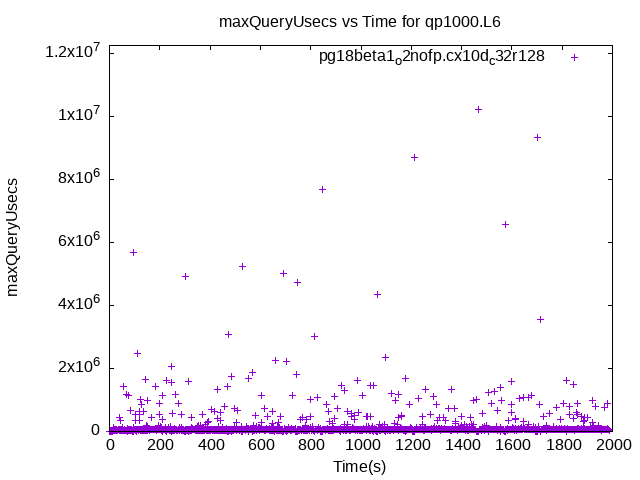 maxQueryUsecs vs Time for qp1000.L6
pg18beta1_o2nofp.cx10d_c32r128
1.2x10^7
1x10^7
8x10^6
6x10^6
4x10^6
2x10^6
0
maxQueryUsecs
0 200 400 600 800 1000 1200 1400 1600 1800 2000
Time(s)